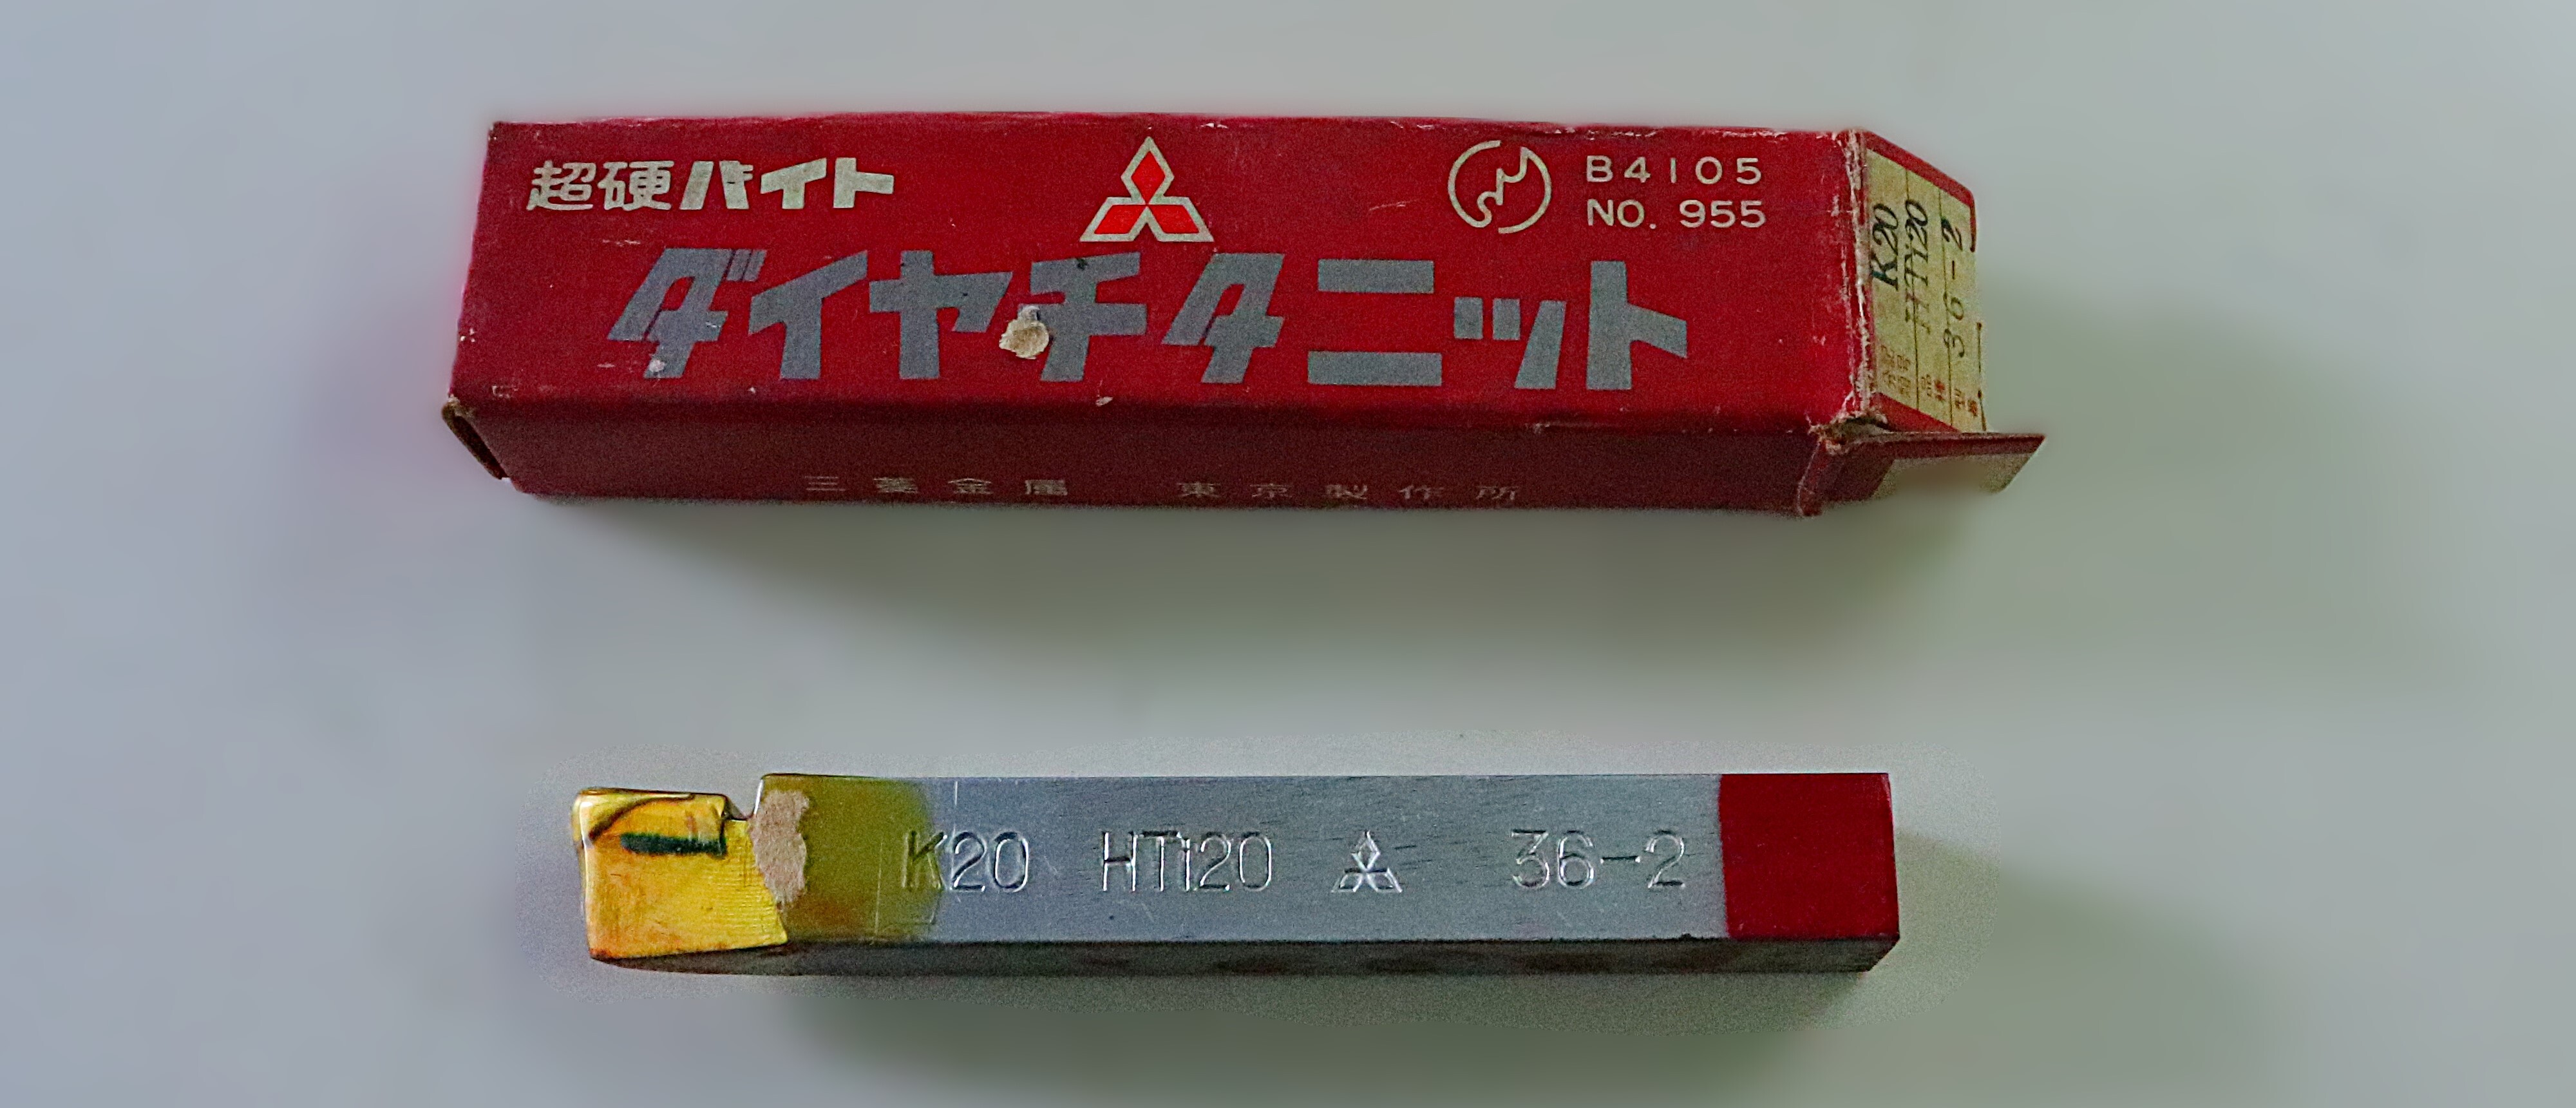 超硬バイト
B4105
NO. 955
ダイヤチタニット
三菱金属 東京製作所
K20
HTi20
36-2
K20 HTi20 36-2